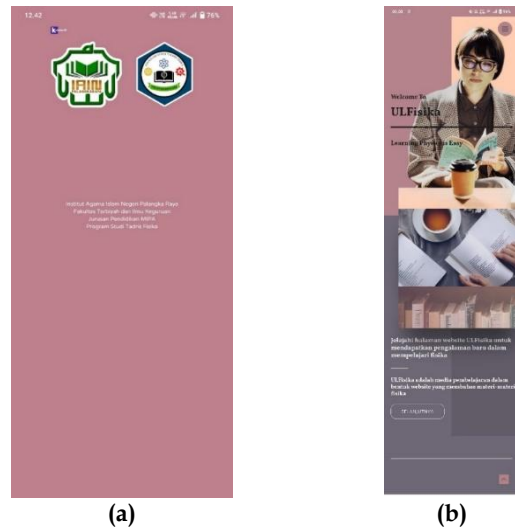 12.42
76%
IAIN
Institut Agama Islam Negeri Palangka Raya
Fakultas Tarbiyah dan Ilmu Keguruan
Jurusan Pendidikan MIPA
Program Studi Tadris Fisika
(a)
Welcome To
ULFisika
Learning Physics is Easy
Jelajahi halaman website ULFisika untuk
mendapatkan pengalaman baru dalam
mempelajari fisika
ULFisika adalah media pembelajaran dalam
bentuk website yang membahas materi-materi
fisika
(b)